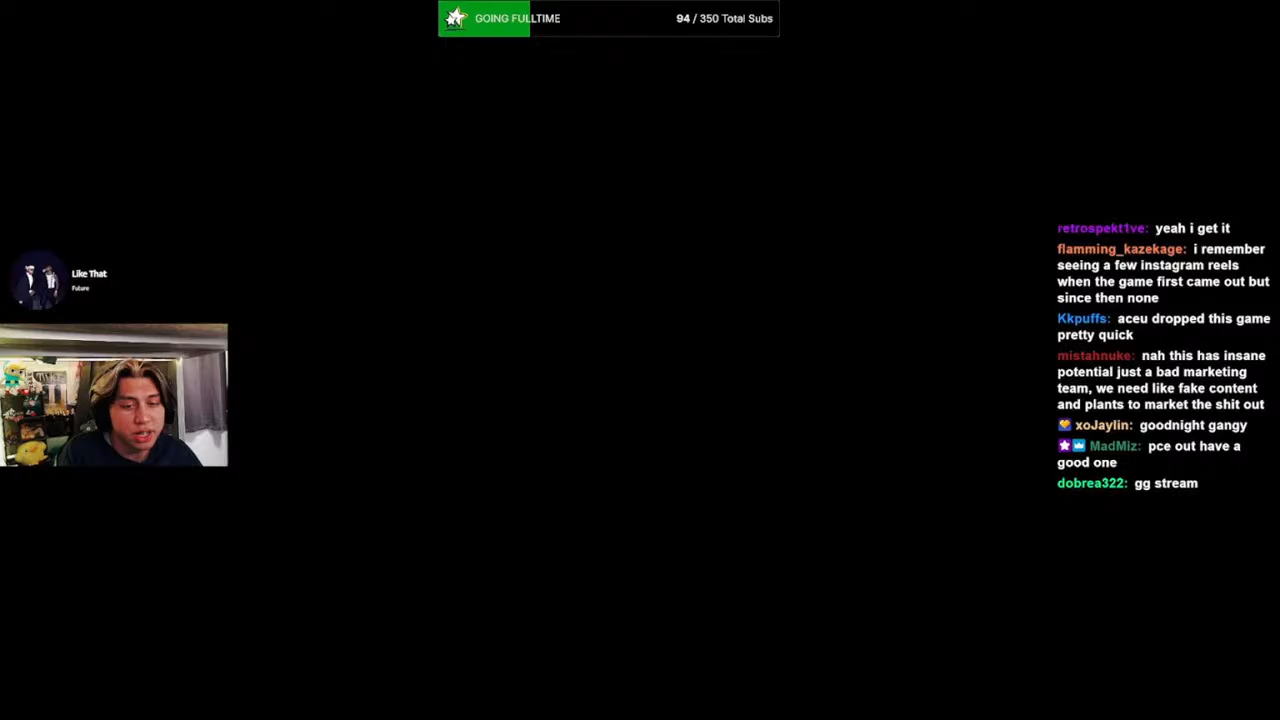 GOING FULLTIME
94 / 350 Total Subs
retrospekt1ve: yeah i get it
flamming_kazekage: i remember
seeing a few instagram reels
when the game first came out but
since then none
Like That
Future
Kkpuffs: aceu dropped this game
pretty quick
mistahnuke: nah this has insane
potential just a bad marketing
team, we need like fake content
and plants to market the shit out
xoJaylin: goodnight gangy
MadMiz: pce out have a
good one
dobrea322: gg stream